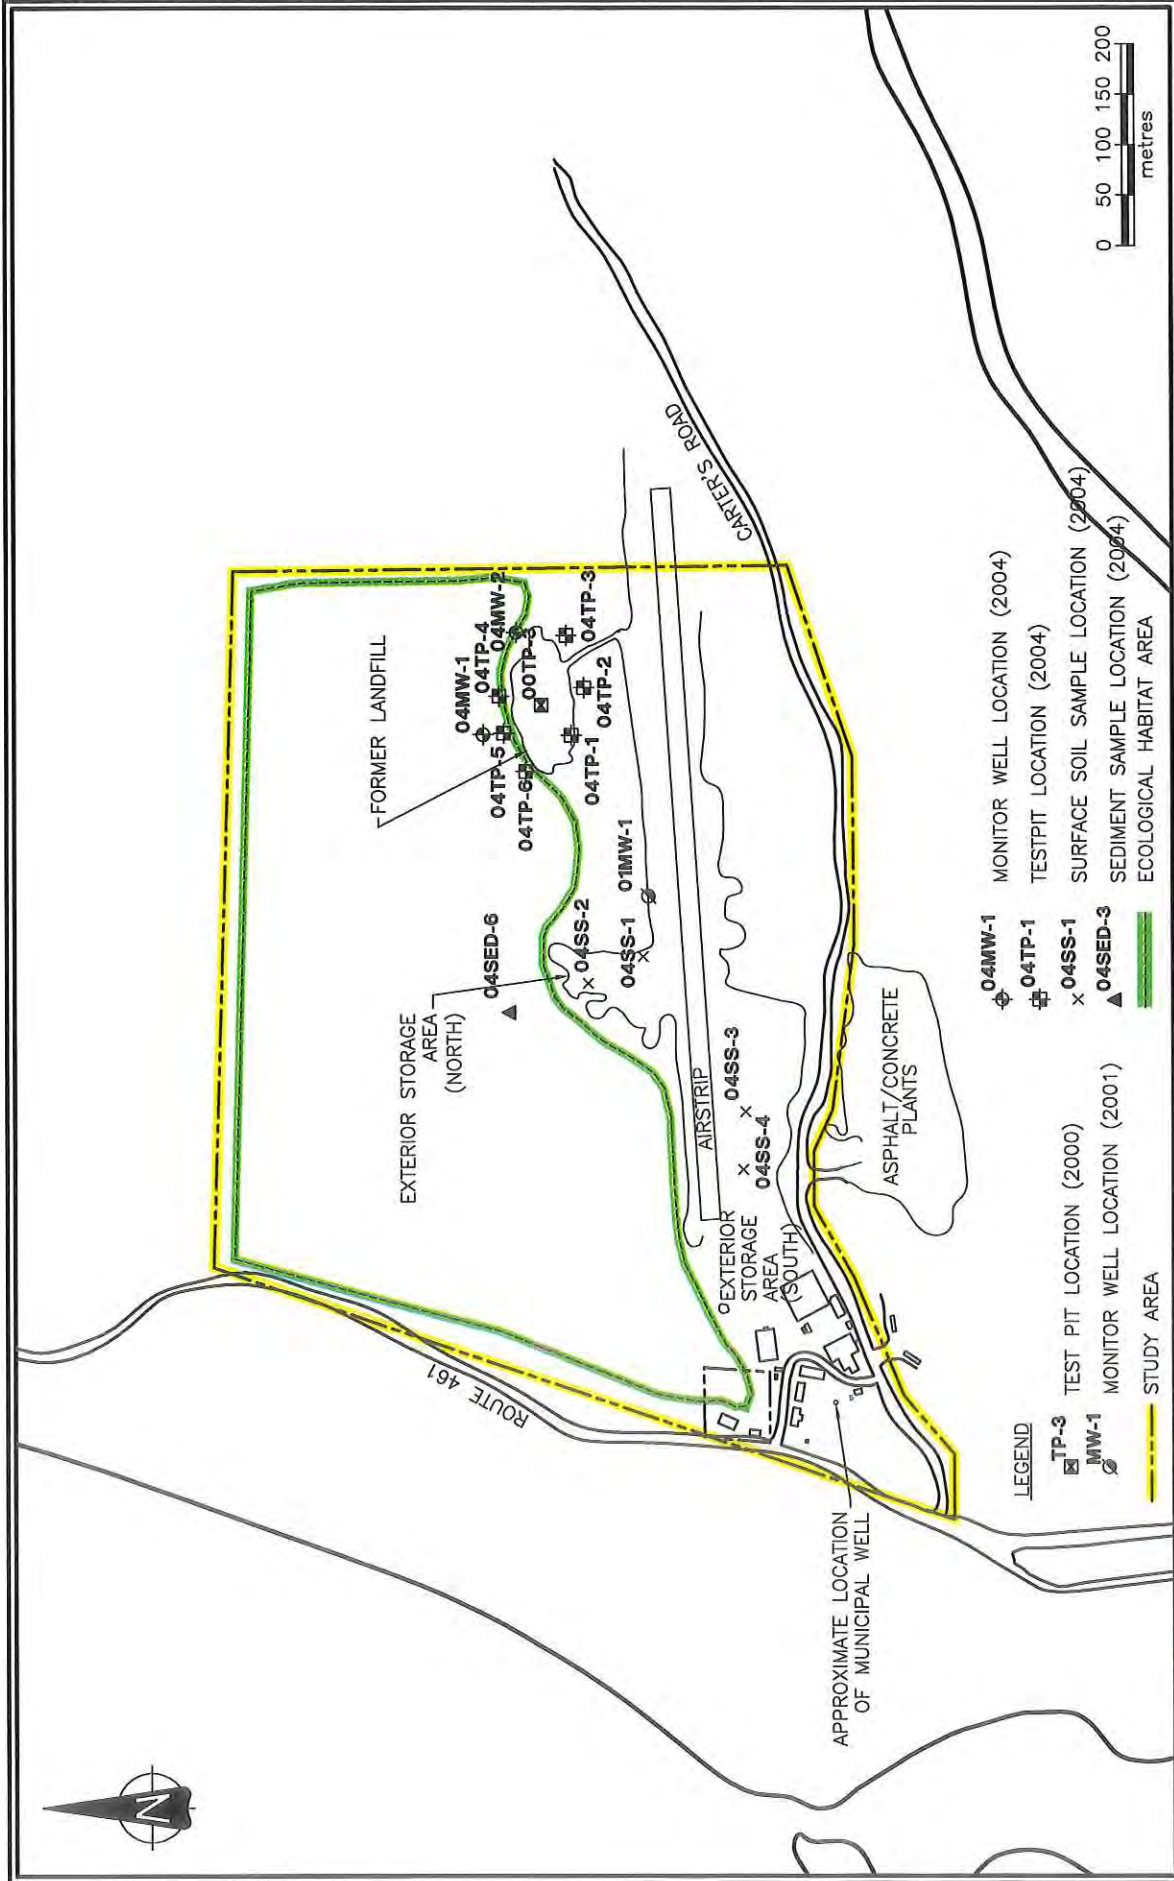 N
ROUTE 461
EXTERIOR STORAGE
AREA
(NORTH)
FORMER LANDFILL
04SED-6
04MW-1
04TP-4
04MW-2
04TP-5
04TP-6
00TP-3
04TP-3
04TP-2
04TP-1
04SS-2
01MW-1
04SS-1
CARTER'S ROAD
AIRSTRIP
04SS-3
04SS-4
EXTERIOR
STORAGE
AREA
(SOUTH)
ASPHALT/CONCRETE
PLANTS
APPROXIMATE LOCATION
OF MUNICIPAL WELL
LEGEND
TP-3 TEST PIT LOCATION (2000)
MW-1 MONITOR WELL LOCATION (2001)
STUDY AREA
04MW-1 MONITOR WELL LOCATION (2004)
04TP-1 TESTPIT LOCATION (2004)
04SS-1 SURFACE SOIL SAMPLE LOCATION (2004)
04SED-3 SEDIMENT SAMPLE LOCATION (2004)
ECOLOGICAL HABITAT AREA
0 50 100 150 200
metres